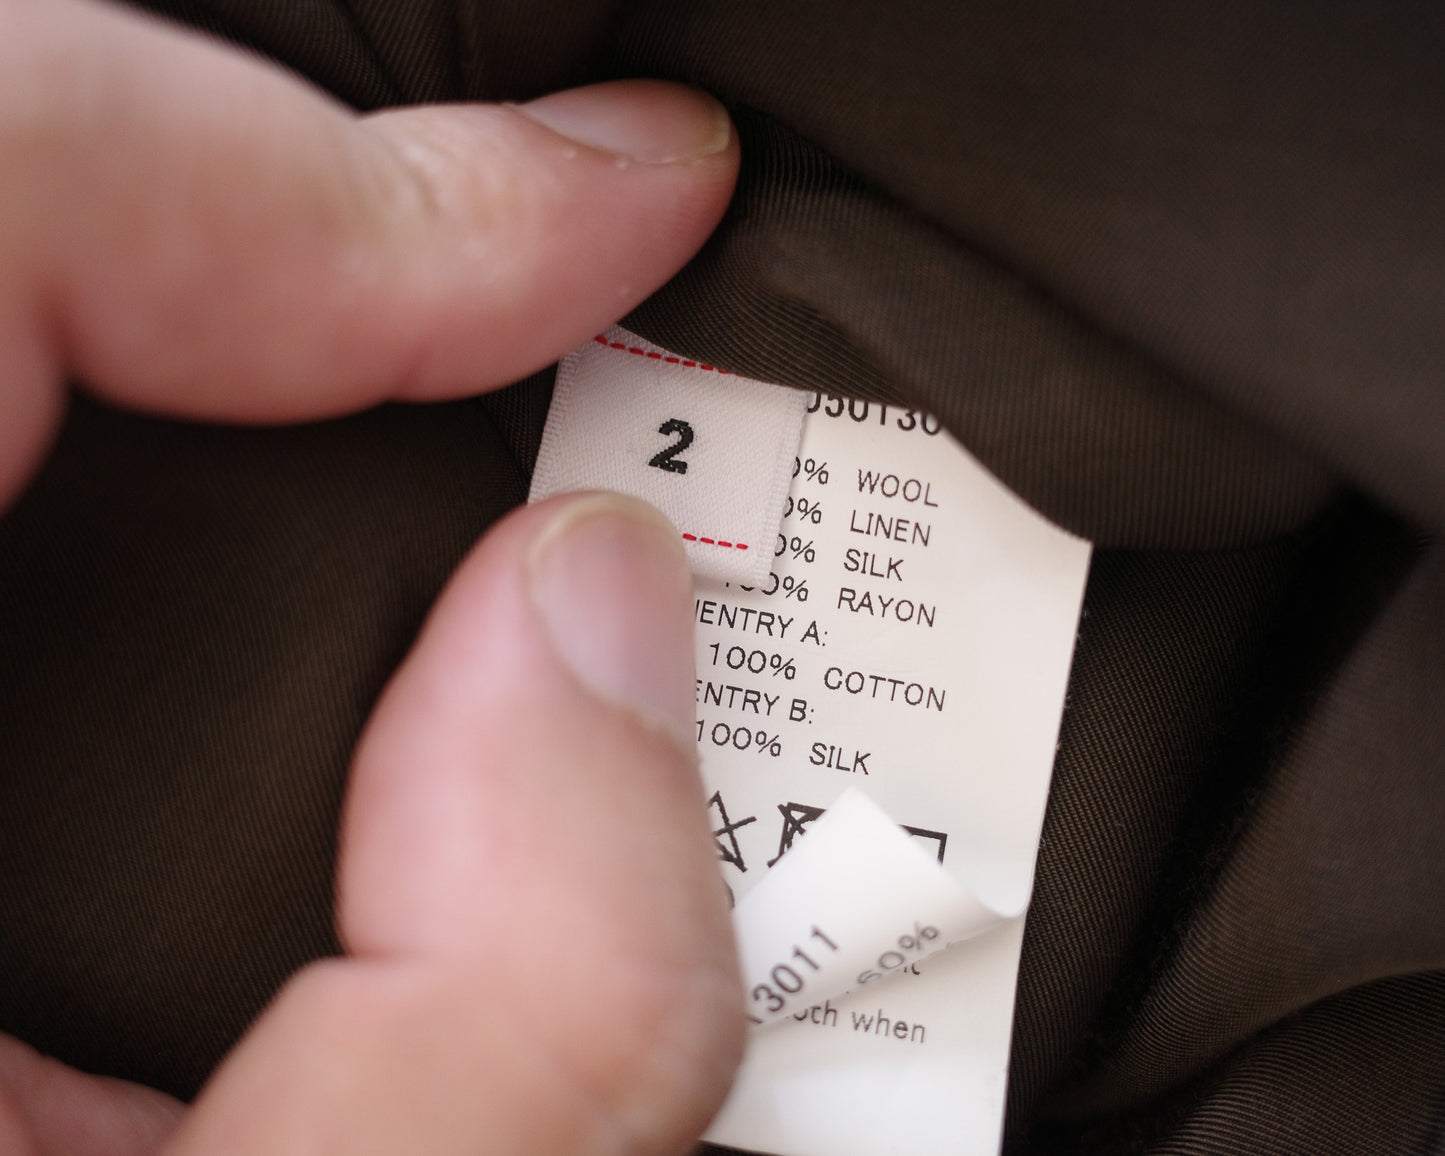 2
050130
0% WOOL
0% LINEN
0% SILK
100% RAYON
ENTRY A:
100% COTTON
ENTRY B:
100% SILK
13011
60%
when